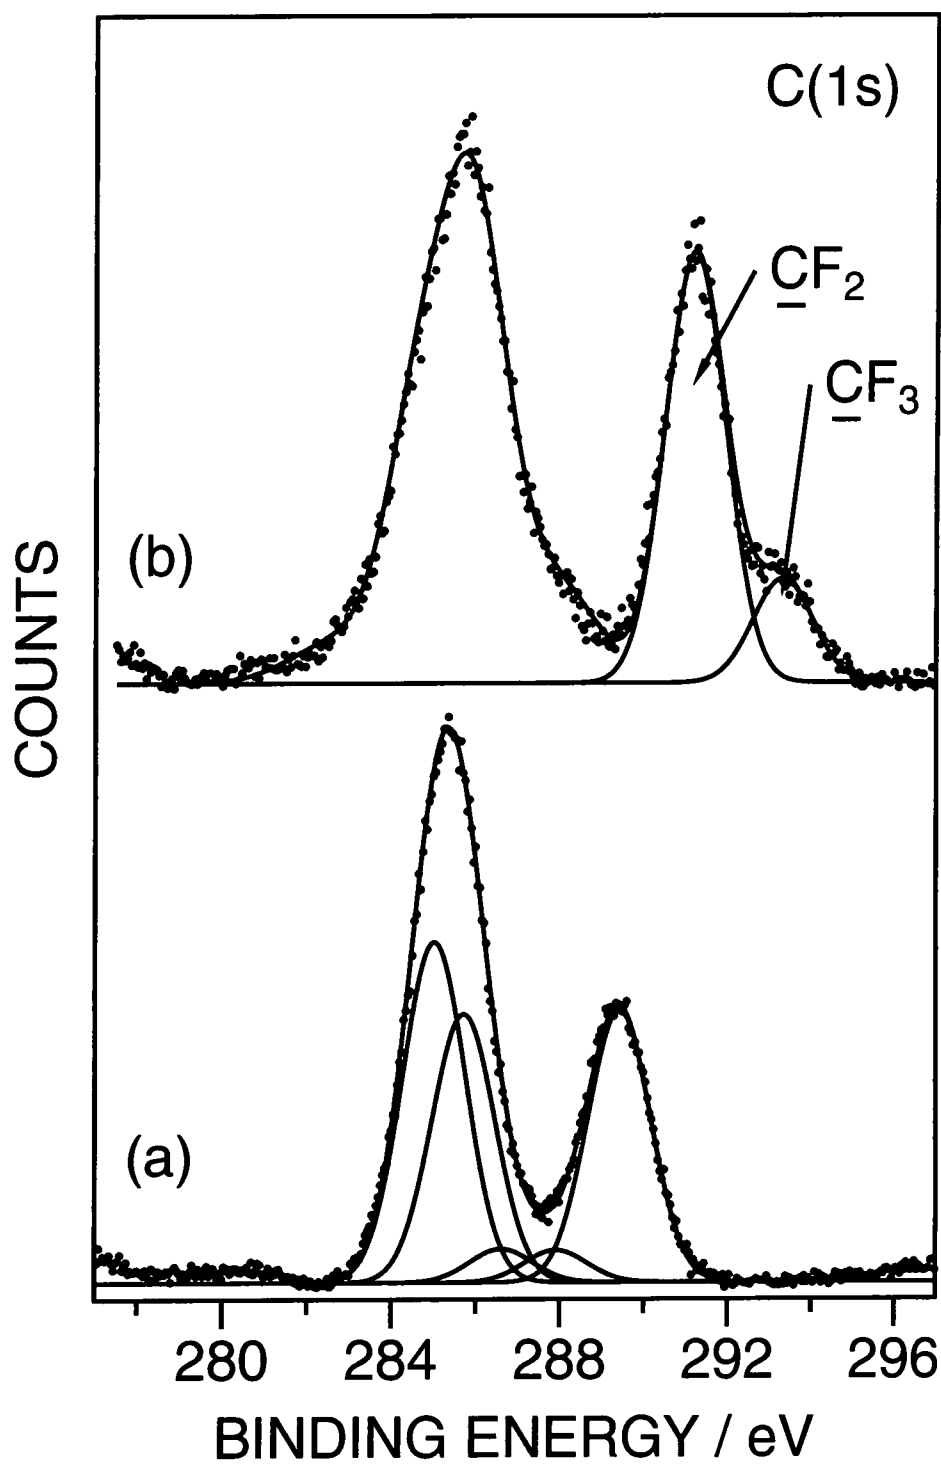 C(1s)
CF2
CF3
(b)
COUNTS
(a)
280 284 288 292 296
BINDING ENERGY / eV